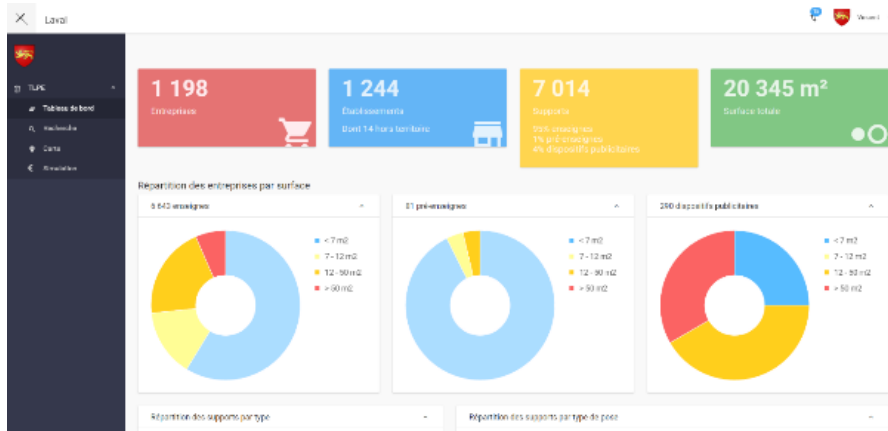 Laval
Vincent
TLPE
Tableau de bord
Recherche
Carte
Simulation
1 198
Entreprises
1 244
Établissements
Dont 14 hors territoire
7 014
Supports
95% enseignes
1% pré-enseignes
4% dispositifs publicitaires
20 345 m²
Surface totale
Répartition des entreprises par surface
6 643 enseignes
< 7 m2
7 - 12 m2
12 - 50 m2
> 50 m2
81 pré-enseignes
< 7 m2
7 - 12 m2
12 - 50 m2
> 50 m2
290 dispositifs publicitaires
< 7 m2
7 - 12 m2
12 - 50 m2
> 50 m2
Répartition des supports par type
Répartition des supports par type de pose